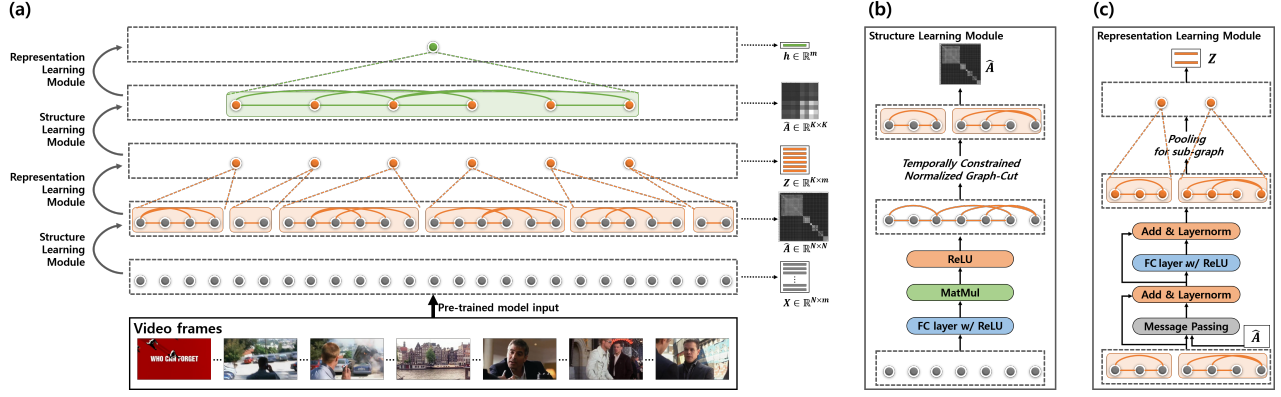 (a)
Representation
Learning
Module
Structure
Learning
Module
Representation
Learning
Module
Structure
Learning
Module
h ∈ ℝ^m
Â ∈ ℝ^{K×K}
Z ∈ ℝ^{K×m}
Â ∈ ℝ^{N×N}
X ∈ ℝ^{N×m}
Pre-trained model input
Video frames
WHO CAN FORGET
(b)
Structure Learning Module
Â
Temporally Constrained
Normalized Graph-Cut
ReLU
MatMul
FC layer w/ ReLU
(c)
Representation Learning Module
Z
Pooling
for sub-graph
Add & Layernorm
FC layer w/ ReLU
Add & Layernorm
Message Passing
Â